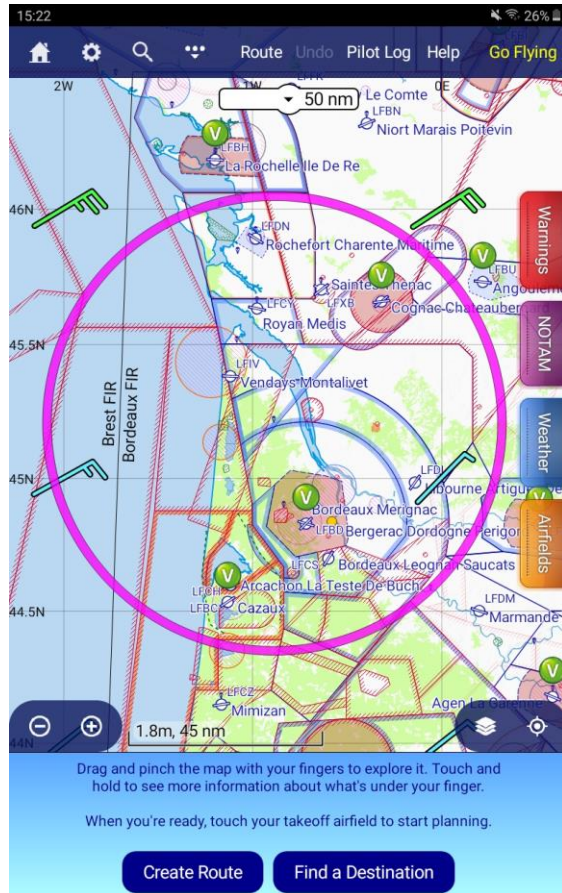 15:22
26%
Route Undo Pilot Log Help Go Flying
2W
1W
0E
50 nm
Le Comte
LFBN
Niort Marais Poitevin
V
LFBH
La Rochelle Ile De Re
46N
LFDN
Rochefort Charente Maritime
Warnings
V
LFBU
V
LFXB
LFCY
Royan Medis
NOTAM
45.5N
LFIV
Vendays Montalivet
Brest FIR
Bordeaux FIR
Weather
45N
V
Bordeaux Merignac
LFBD
Bergerac Dordogne Perigor
Airfields
LFCS
Bordeaux Leognan Saucats
V
Arcachon La Teste De Buch
LFCH
LFBC
Cazaux
44.5N
LFDM
Marmande
LFCZ
Mimizan
V
Agen La Garenne
44N
1.8m, 45 nm
Drag and pinch the map with your fingers to explore it. Touch and
hold to see more information about what's under your finger.
When you're ready, touch your takeoff airfield to start planning.
Create Route
Find a Destination